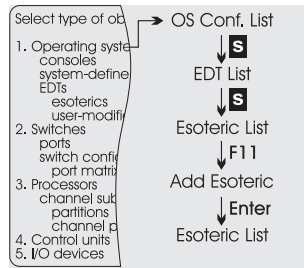 Select type of ob
1. Operating syste
consoles
system-define
EDTs
esoterics
user-modifi
2. Switches
ports
switch config
port matri
3. Processors
channel sub
partitions
channel p
4. Control units
5. I/O devices
OS Conf. List
S
EDT List
S
Esoteric List
F11
Add Esoteric
Enter
Esoteric List